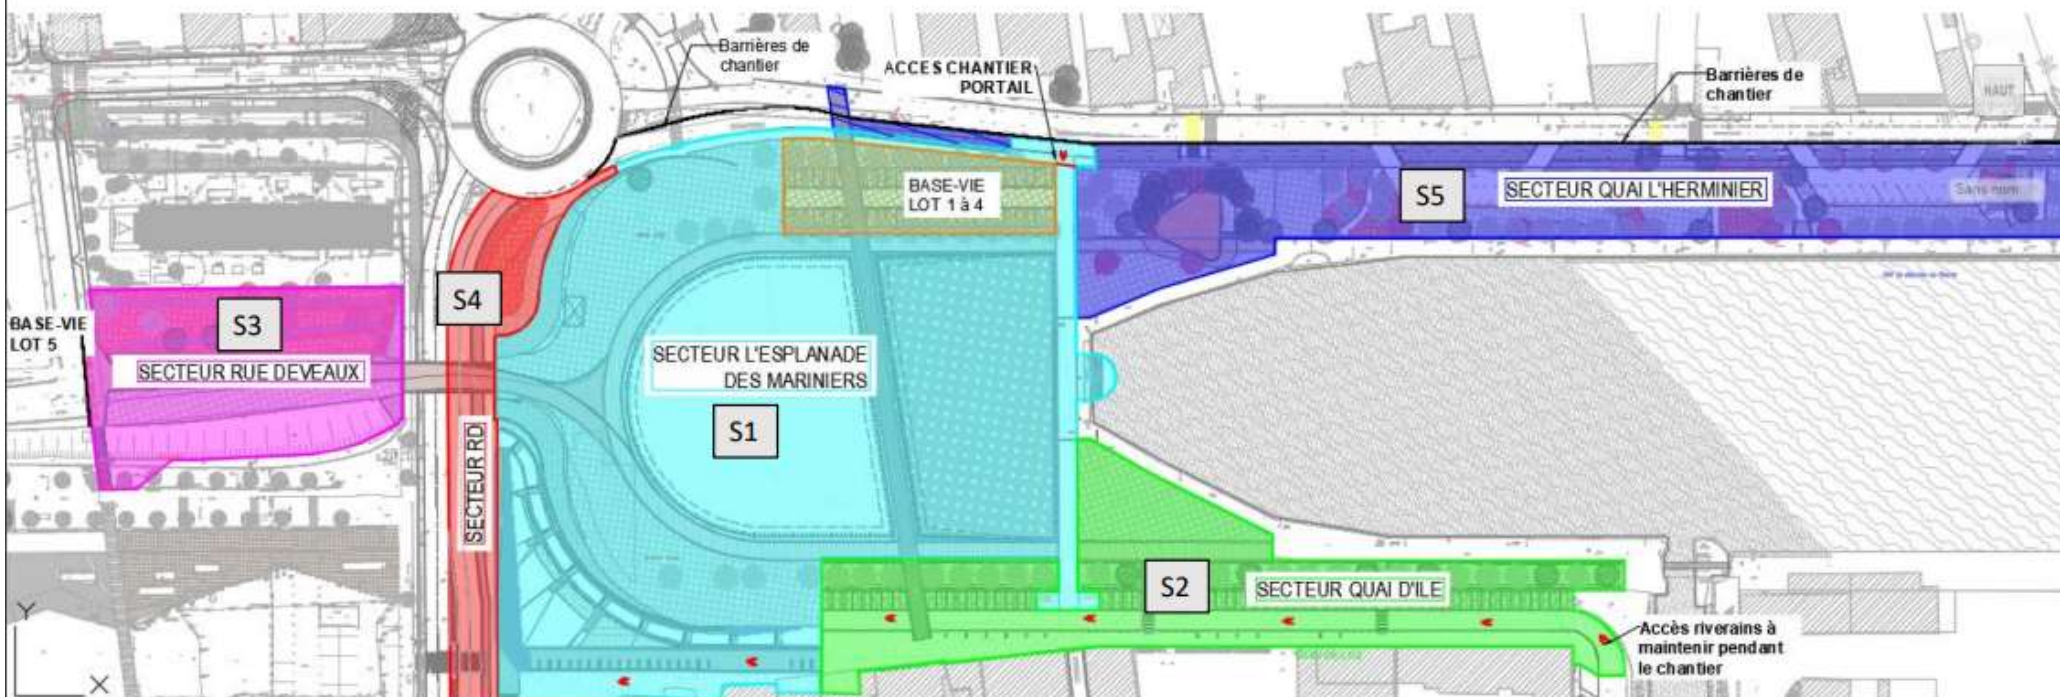 Barrières de
chantier
ACCES CHANTIER
PORTAIL
Barrières de
chantier
HAUT
BASE-VIE
LOT 1 à 4
S5
SECTEUR QUAI L'HERMINIER
Sans nom
S4
S3
BASE-VIE
LOT 5
SECTEUR RUE DEVEAUX
SECTEUR L'ESPLANADE
DES MARINIERS
S1
SECTEUR RD
S2
SECTEUR QUAI D'ILE
Accès riverains à
maintenir pendant
le chantier
Y
X